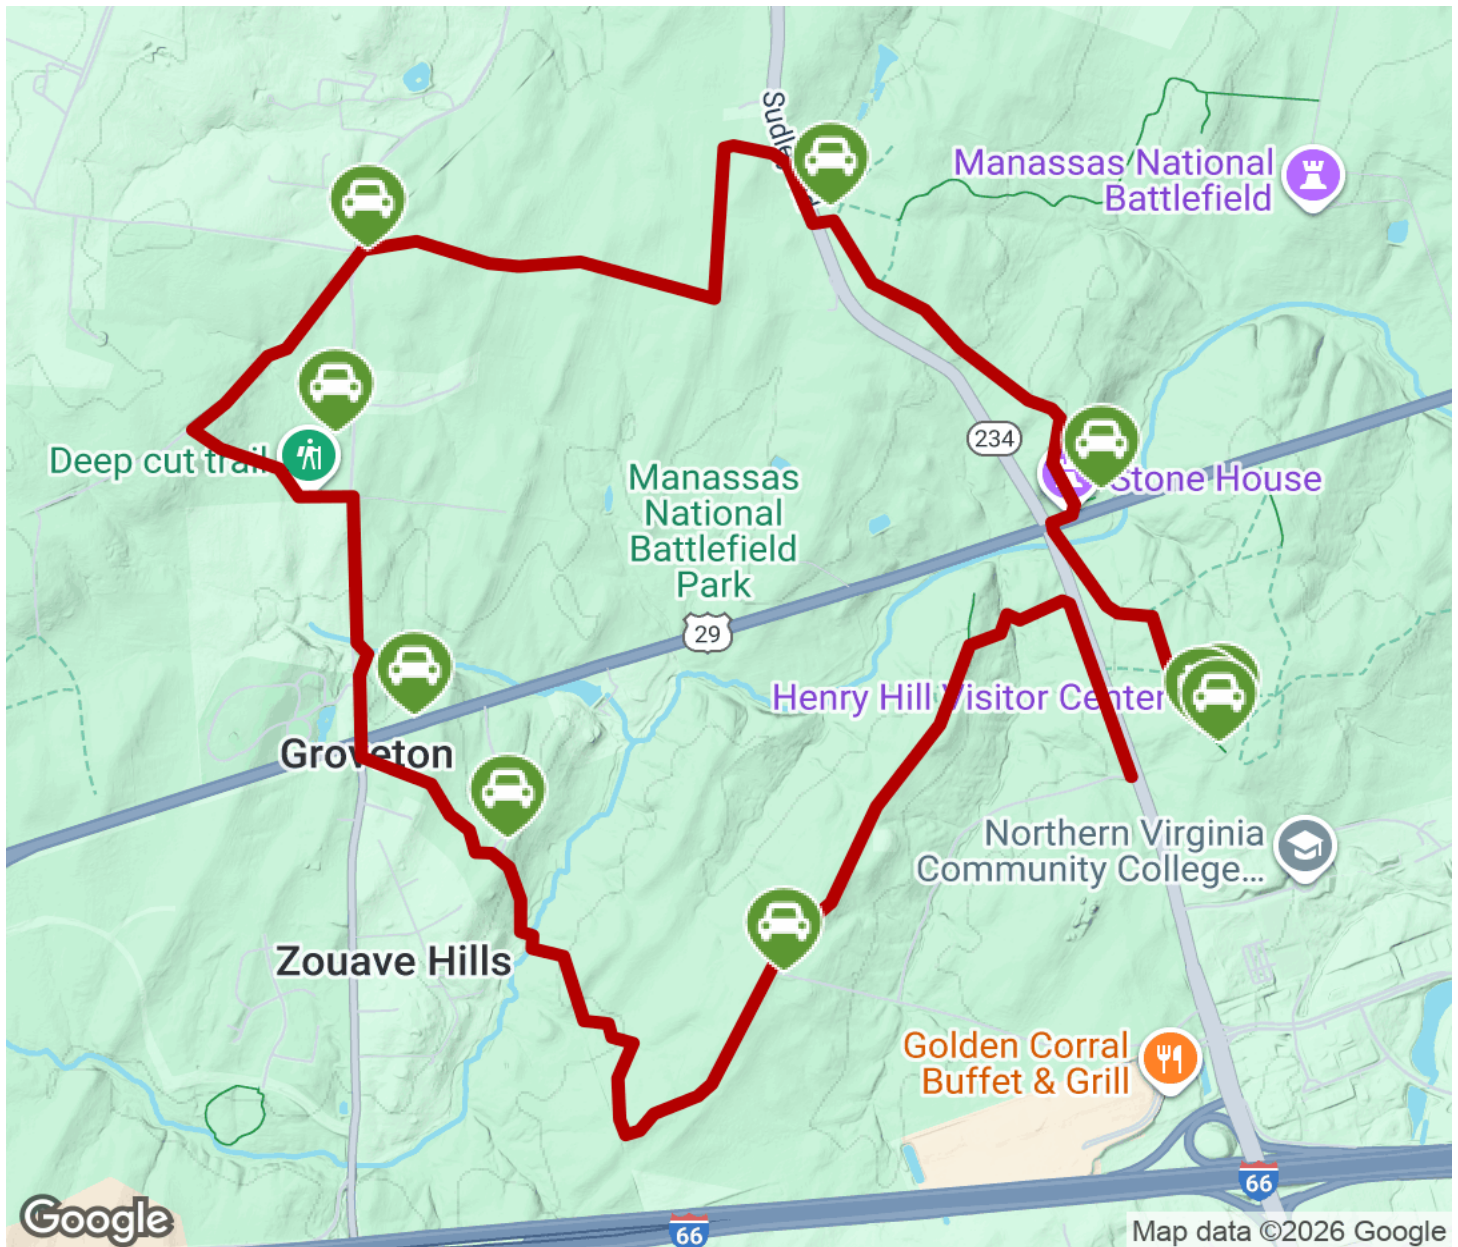 Sudle
Manassas National
Battlefield
234
Deep cut trail
Stone House
Manassas
National
Battlefield
Park
29
Henry Hill Visitor Center
Groveton
Northern Virginia
Community College...
Zouave Hills
Golden Corral
Buffet & Grill
66
66
Google
Map data ©2026 Google